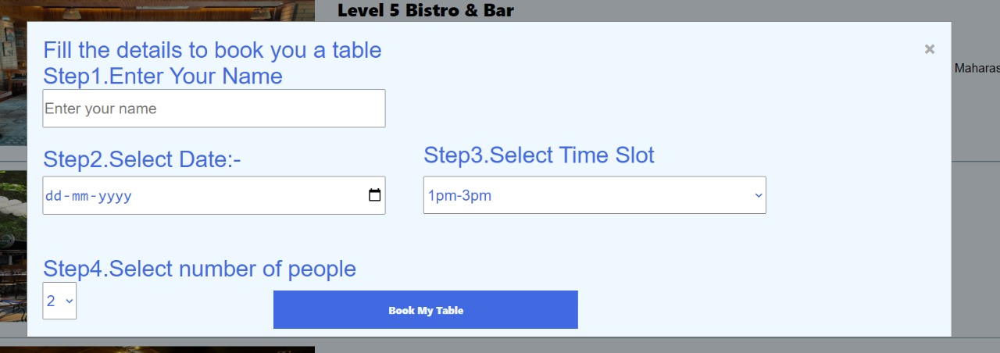 Level 5 Bistro & Bar
Fill the details to book you a table
×
Step1.Enter Your Name
Maharas
Enter your name
Step2.Select Date:-
Step3.Select Time Slot
dd-mm-yyyy
1pm-3pm
Step4.Select number of people
2
Book My Table